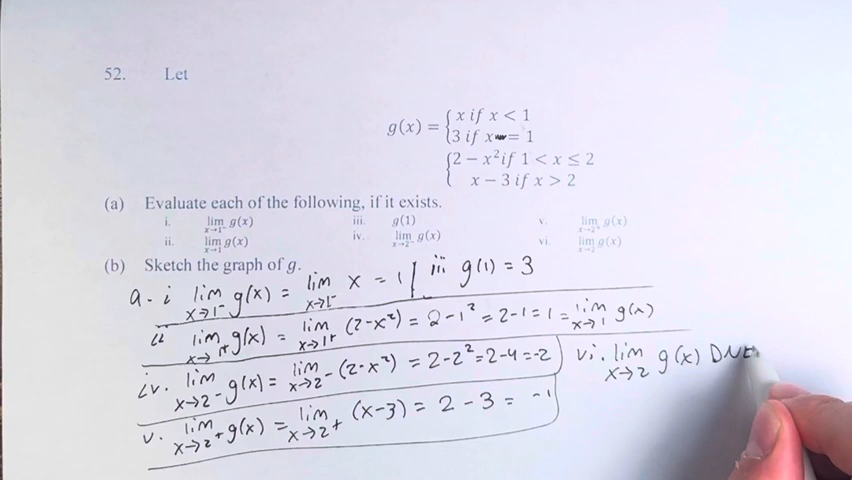 52. Let
g(x) = { x if x < 1
{ 3 if x = 1
{ 2 − x² if 1 < x ≤ 2
{ x − 3 if x > 2
(a) Evaluate each of the following, if it exists.
i. lim x→1⁻ g(x) iii. g(1) v. lim x→2⁺ g(x)
ii. lim x→1 g(x) iv. lim x→2⁻ g(x) vi. lim x→2 g(x)
(b) Sketch the graph of g.
a. i lim x→1⁻ g(x) = lim x→1⁻ x = 1 | iii g(1) = 3
ii lim x→1⁺ g(x) = lim x→1⁺ (2-x²) = 2-1² = 2-1 = 1 = lim x→1 g(x)
iv. lim x→2⁻ g(x) = lim x→2⁻ (2-x²) = 2-2² = 2-4 = -2
vi. lim x→2 g(x) DNE
v. lim x→2⁺ g(x) = lim x→2⁺ (x-3) = 2-3 = -1